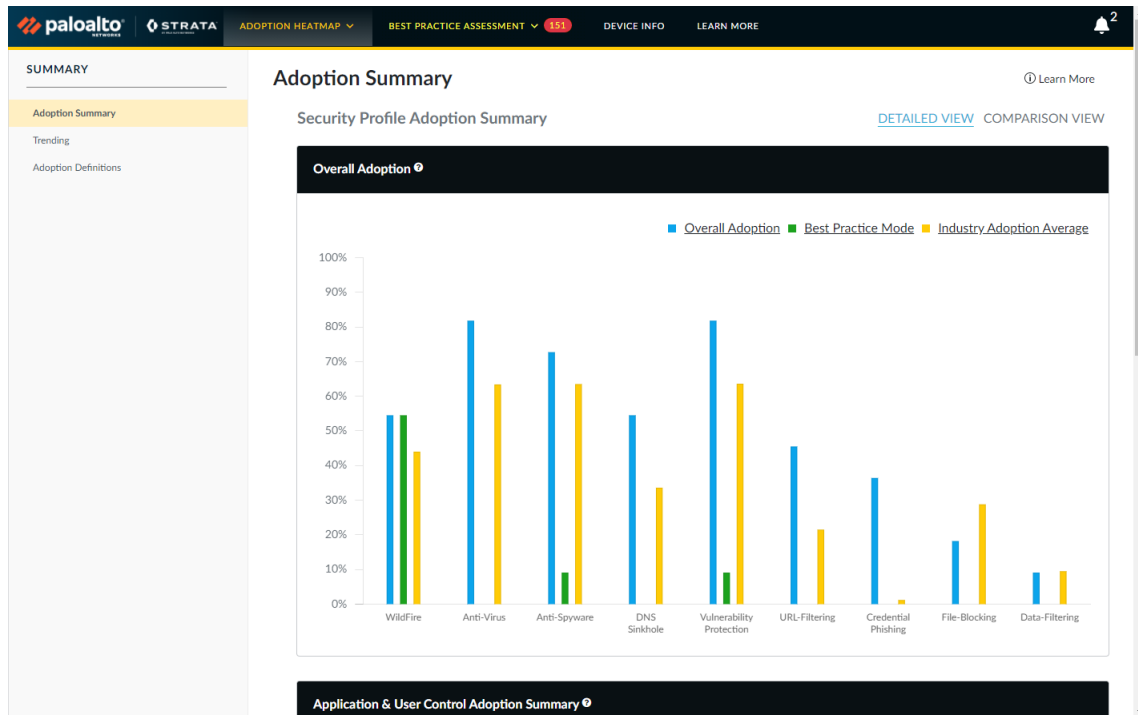 paloalto NETWORKS STRATA ADOPTION HEATMAP BEST PRACTICE ASSESSMENT 151 DEVICE INFO LEARN MORE 2
SUMMARY
Adoption Summary
Trending
Adoption Definitions
Adoption Summary
Learn More
Security Profile Adoption Summary
DETAILED VIEW COMPARISON VIEW
Overall Adoption
Overall Adoption Best Practice Mode Industry Adoption Average
100%
90%
80%
70%
60%
50%
40%
30%
20%
10%
0%
WildFire Anti-Virus Anti-Spyware DNS Sinkhole Vulnerability Protection URL-Filtering Credential Phishing File-Blocking Data-Filtering
Application & User Control Adoption Summary